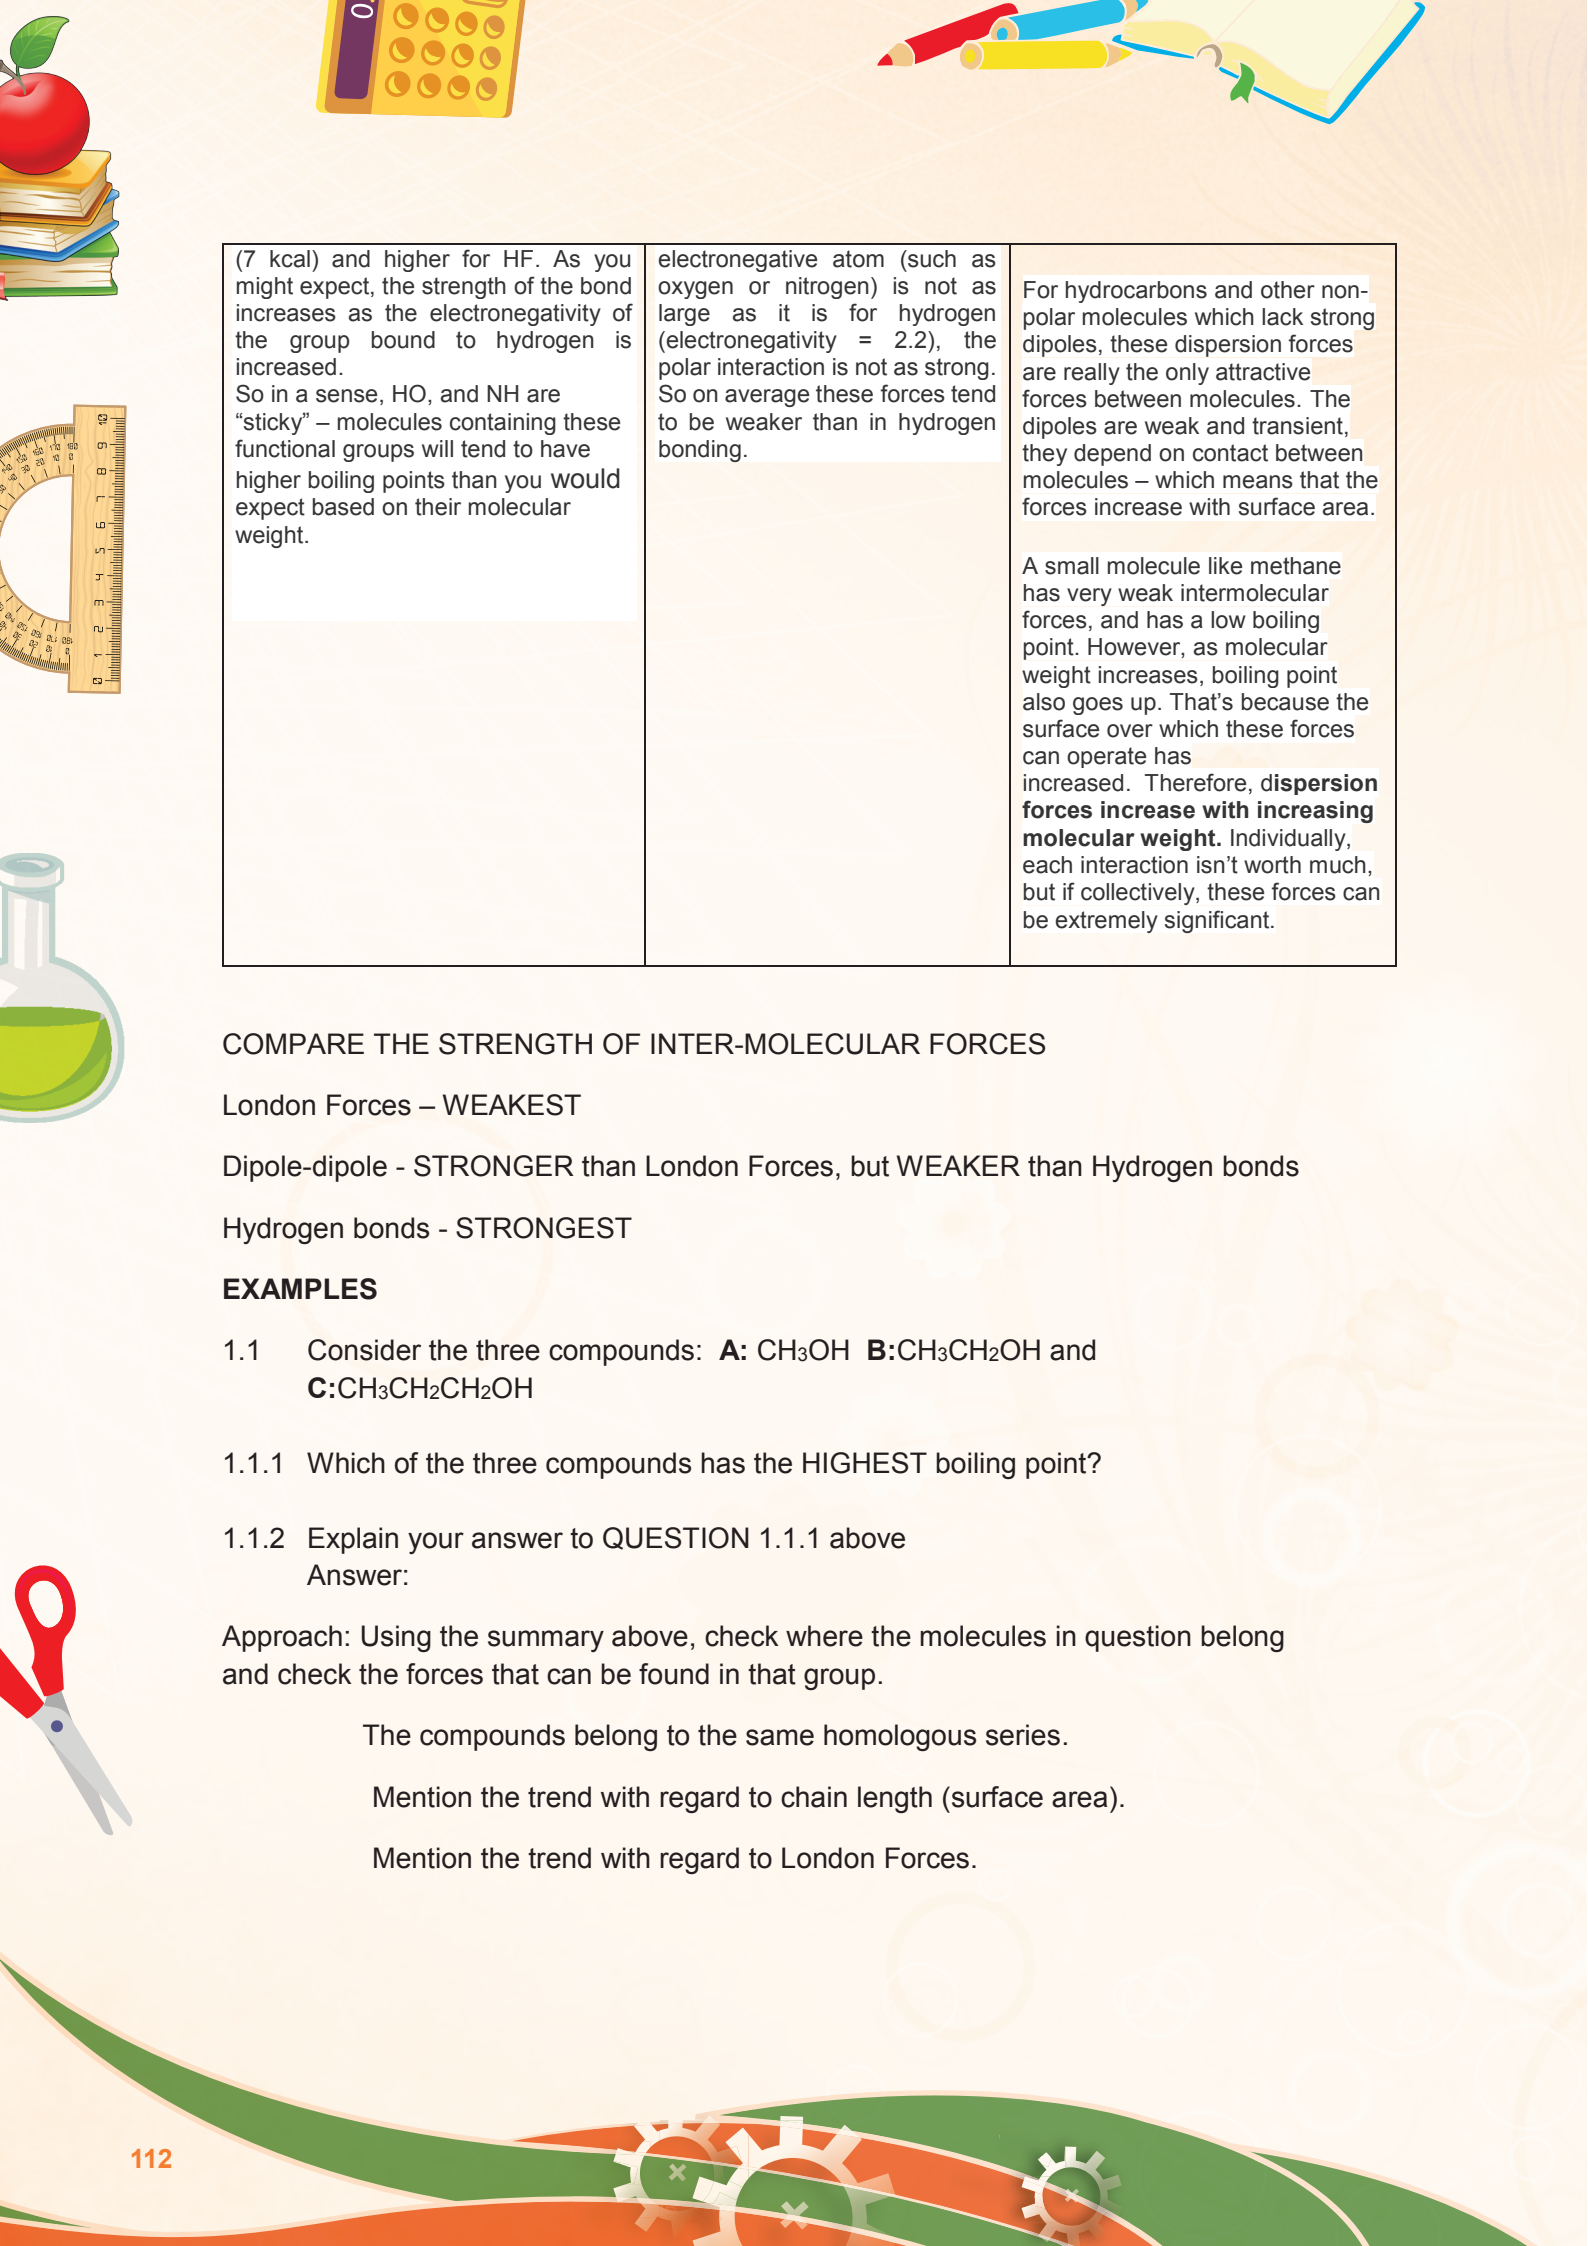 (7 kcal) and higher for HF. As you
might expect, the strength of the bond
increases as the electronegativity of
the group bound to hydrogen is
increased.
So in a sense, HO, and NH are
“sticky” – molecules containing these
functional groups will tend to have
higher boiling points than you would
expect based on their molecular
weight.
electronegative atom (such as
oxygen or nitrogen) is not as
large as it is for hydrogen
(electronegativity = 2.2), the
polar interaction is not as strong.
So on average these forces tend
to be weaker than in hydrogen
bonding.
For hydrocarbons and other non-
polar molecules which lack strong
dipoles, these dispersion forces
are really the only attractive
forces between molecules. The
dipoles are weak and transient,
they depend on contact between
molecules – which means that the
forces increase with surface area.
A small molecule like methane
has very weak intermolecular
forces, and has a low boiling
point. However, as molecular
weight increases, boiling point
also goes up. That’s because the
surface over which these forces
can operate has
increased. Therefore, dispersion
forces increase with increasing
molecular weight. Individually,
each interaction isn’t worth much,
but if collectively, these forces can
be extremely significant.
COMPARE THE STRENGTH OF INTER-MOLECULAR FORCES
London Forces – WEAKEST
Dipole-dipole - STRONGER than London Forces, but WEAKER than Hydrogen bonds
Hydrogen bonds - STRONGEST
EXAMPLES
1.1 Consider the three compounds: A: CH3OH B:CH3CH2OH and
C:CH3CH2CH2OH
1.1.1 Which of the three compounds has the HIGHEST boiling point?
1.1.2 Explain your answer to QUESTION 1.1.1 above
Answer:
Approach: Using the summary above, check where the molecules in question belong
and check the forces that can be found in that group.
The compounds belong to the same homologous series.
Mention the trend with regard to chain length (surface area).
Mention the trend with regard to London Forces.
112